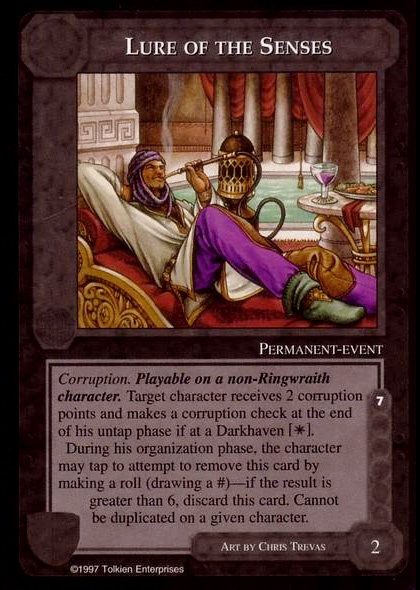 LURE OF THE SENSES
PERMANENT-EVENT
Corruption. Playable on a non-Ringwraith
character. Target character receives 2 corruption
points and makes a corruption check at the end
of his untap phase if at a Darkhaven [✶].
During his organization phase, the character
may tap to attempt to remove this card by
making a roll (drawing a #)—if the result is
greater than 6, discard this card. Cannot
be duplicated on a given character.
7
ART BY CHRIS TREVAS
2
©1997 Tolkien Enterprises